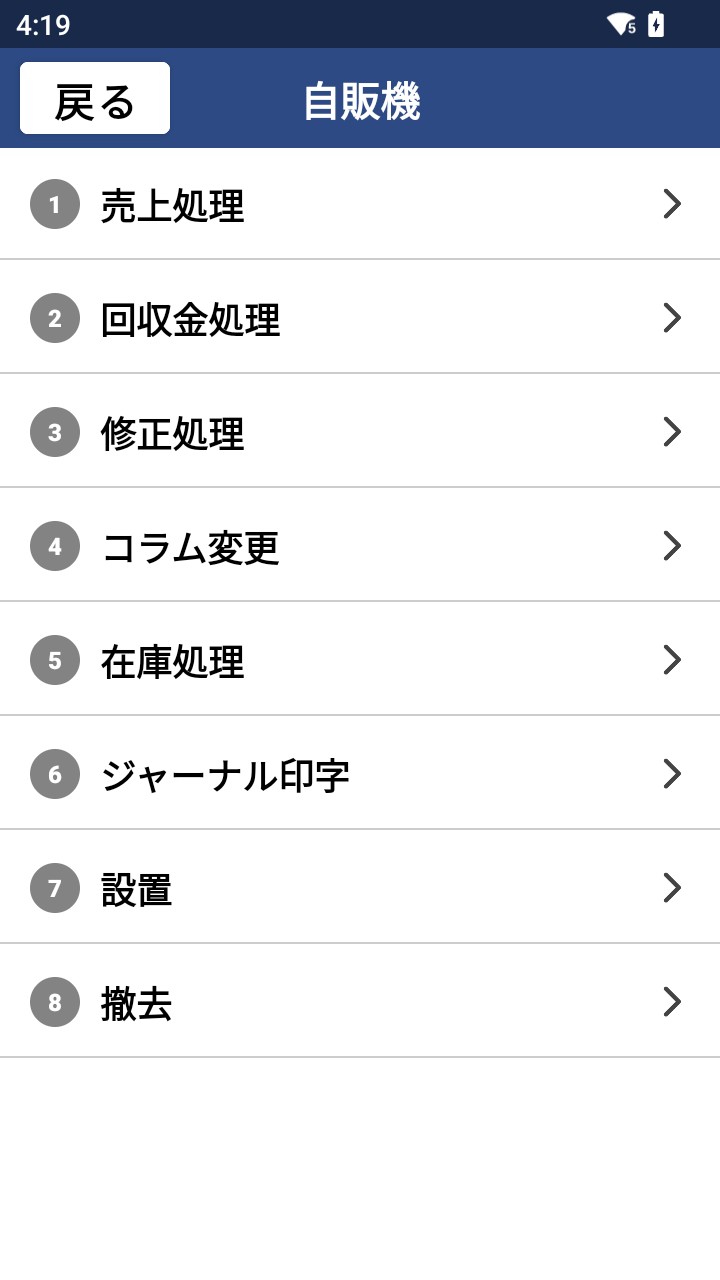 4:19
5
戻る
自販機
1 売上処理
2 回収金処理
3 修正処理
4 コラム変更
5 在庫処理
6 ジャーナル印字
7 設置
8 撤去